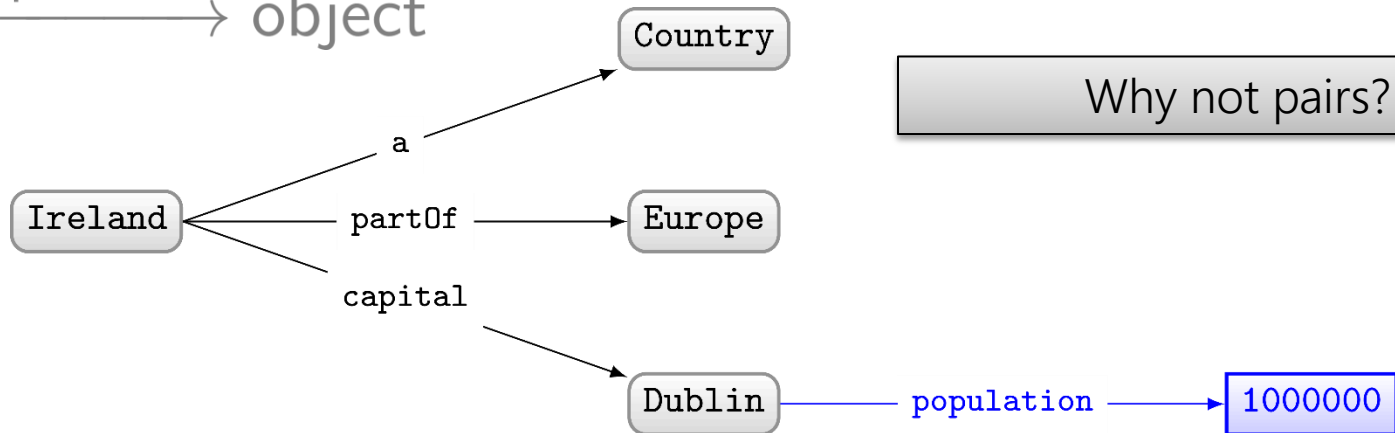 object
Country
Why not pairs?
a
Ireland
partOf
Europe
capital
Dublin
population
1000000